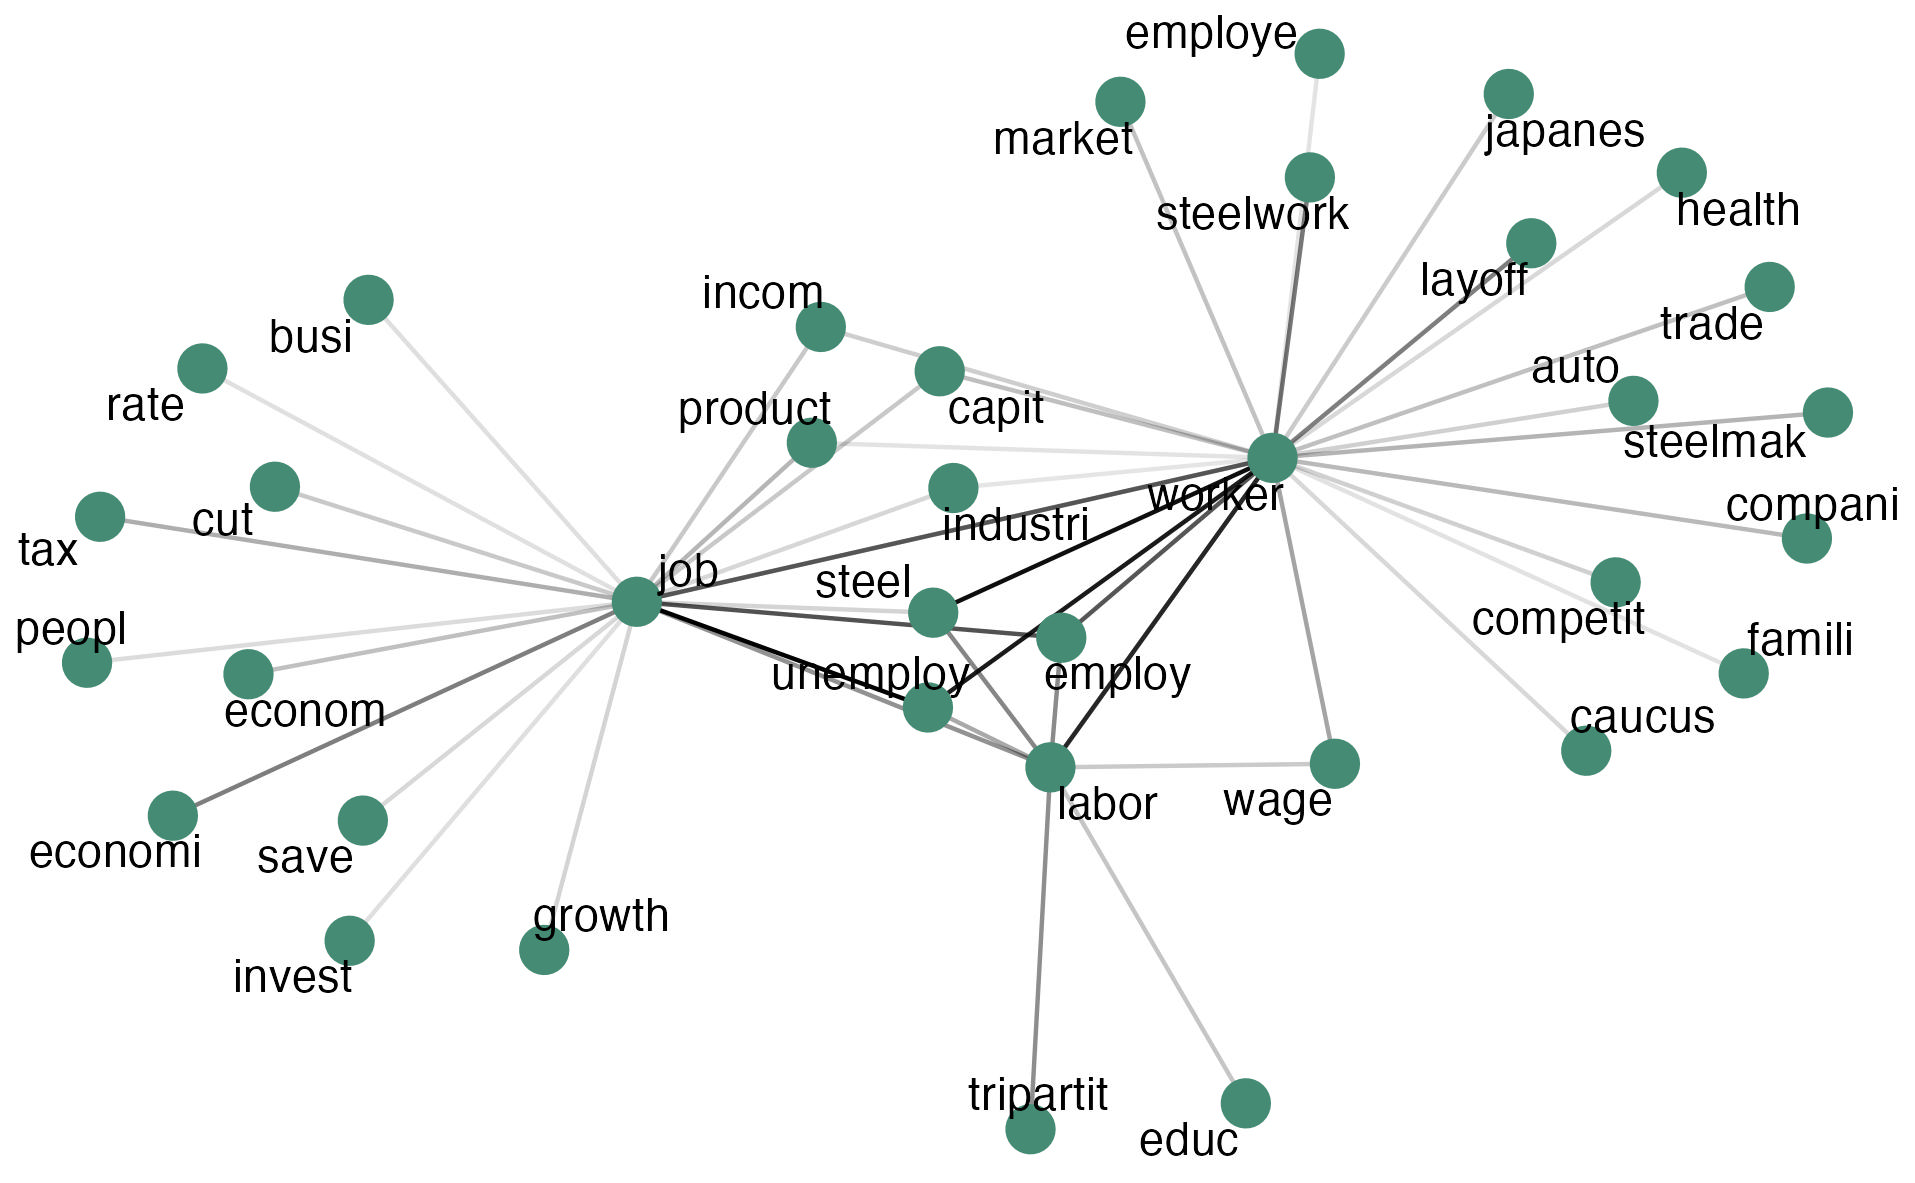 employe
market
japanes
steelwork
health
layoff
incom
trade
busi
auto
rate
product
capit
steelmak
worker
compani
cut
industri
tax
job
steel
competit
peopl
famili
unemploy
employ
econom
caucus
labor
wage
economi
save
growth
invest
tripartit
educ